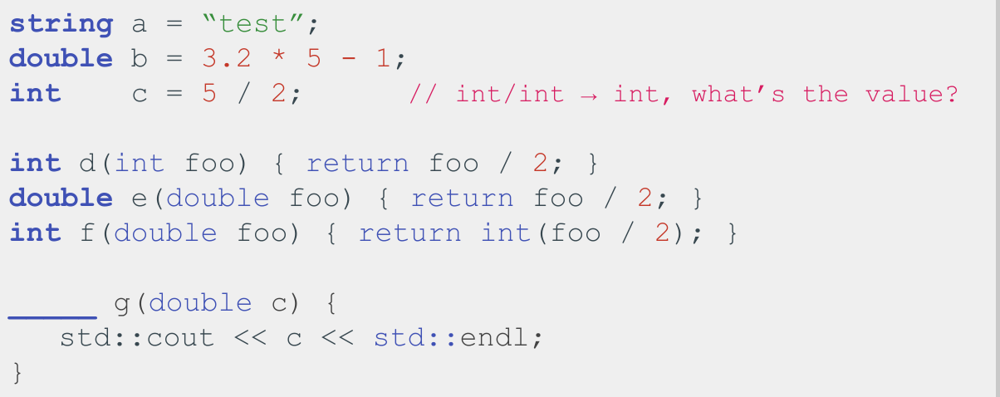 string a = “test”;
double b = 3.2 * 5 - 1;
int    c = 5 / 2;      // int/int → int, what’s the value?
int d(int foo) { return foo / 2; }
double e(double foo) { return foo / 2; }
int f(double foo) { return int(foo / 2); }
_____ g(double c) {
   std::cout << c << std::endl;
}